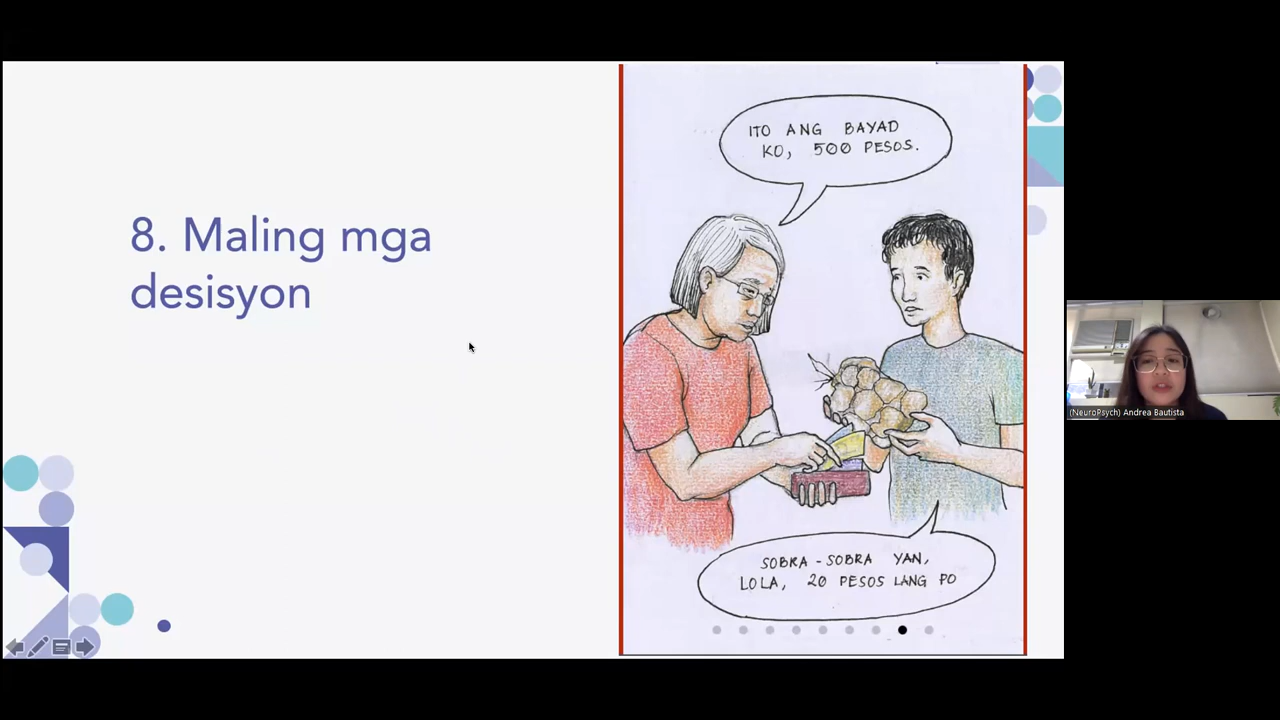 8. Maling mga
desisyon
ITO ANG BAYAD
KO, 500 PESOS.
SOBRA-SOBRA YAN,
LOLA, 20 PESOS LANG PO
(NeuroPsych) Andrea Bautista